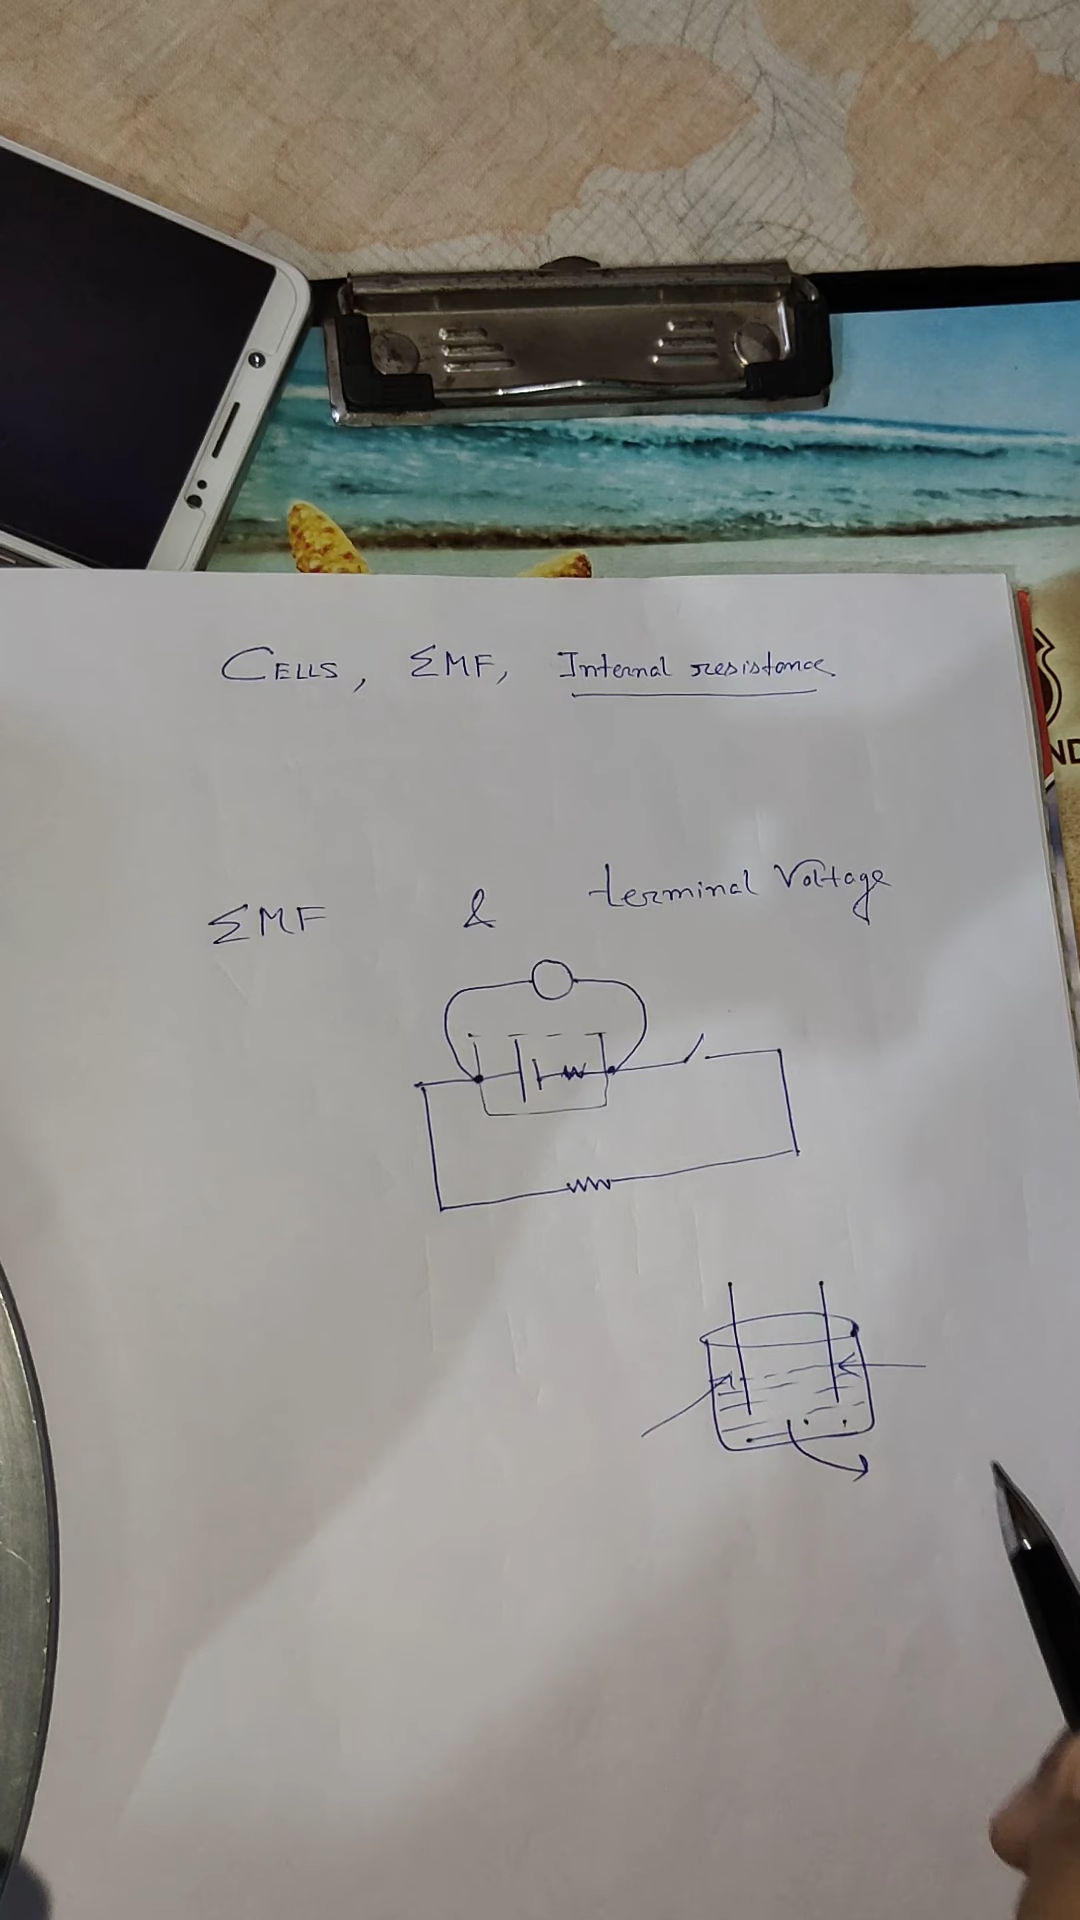 CELLS, EMF, Internal resistance
EMF & terminal Voltage